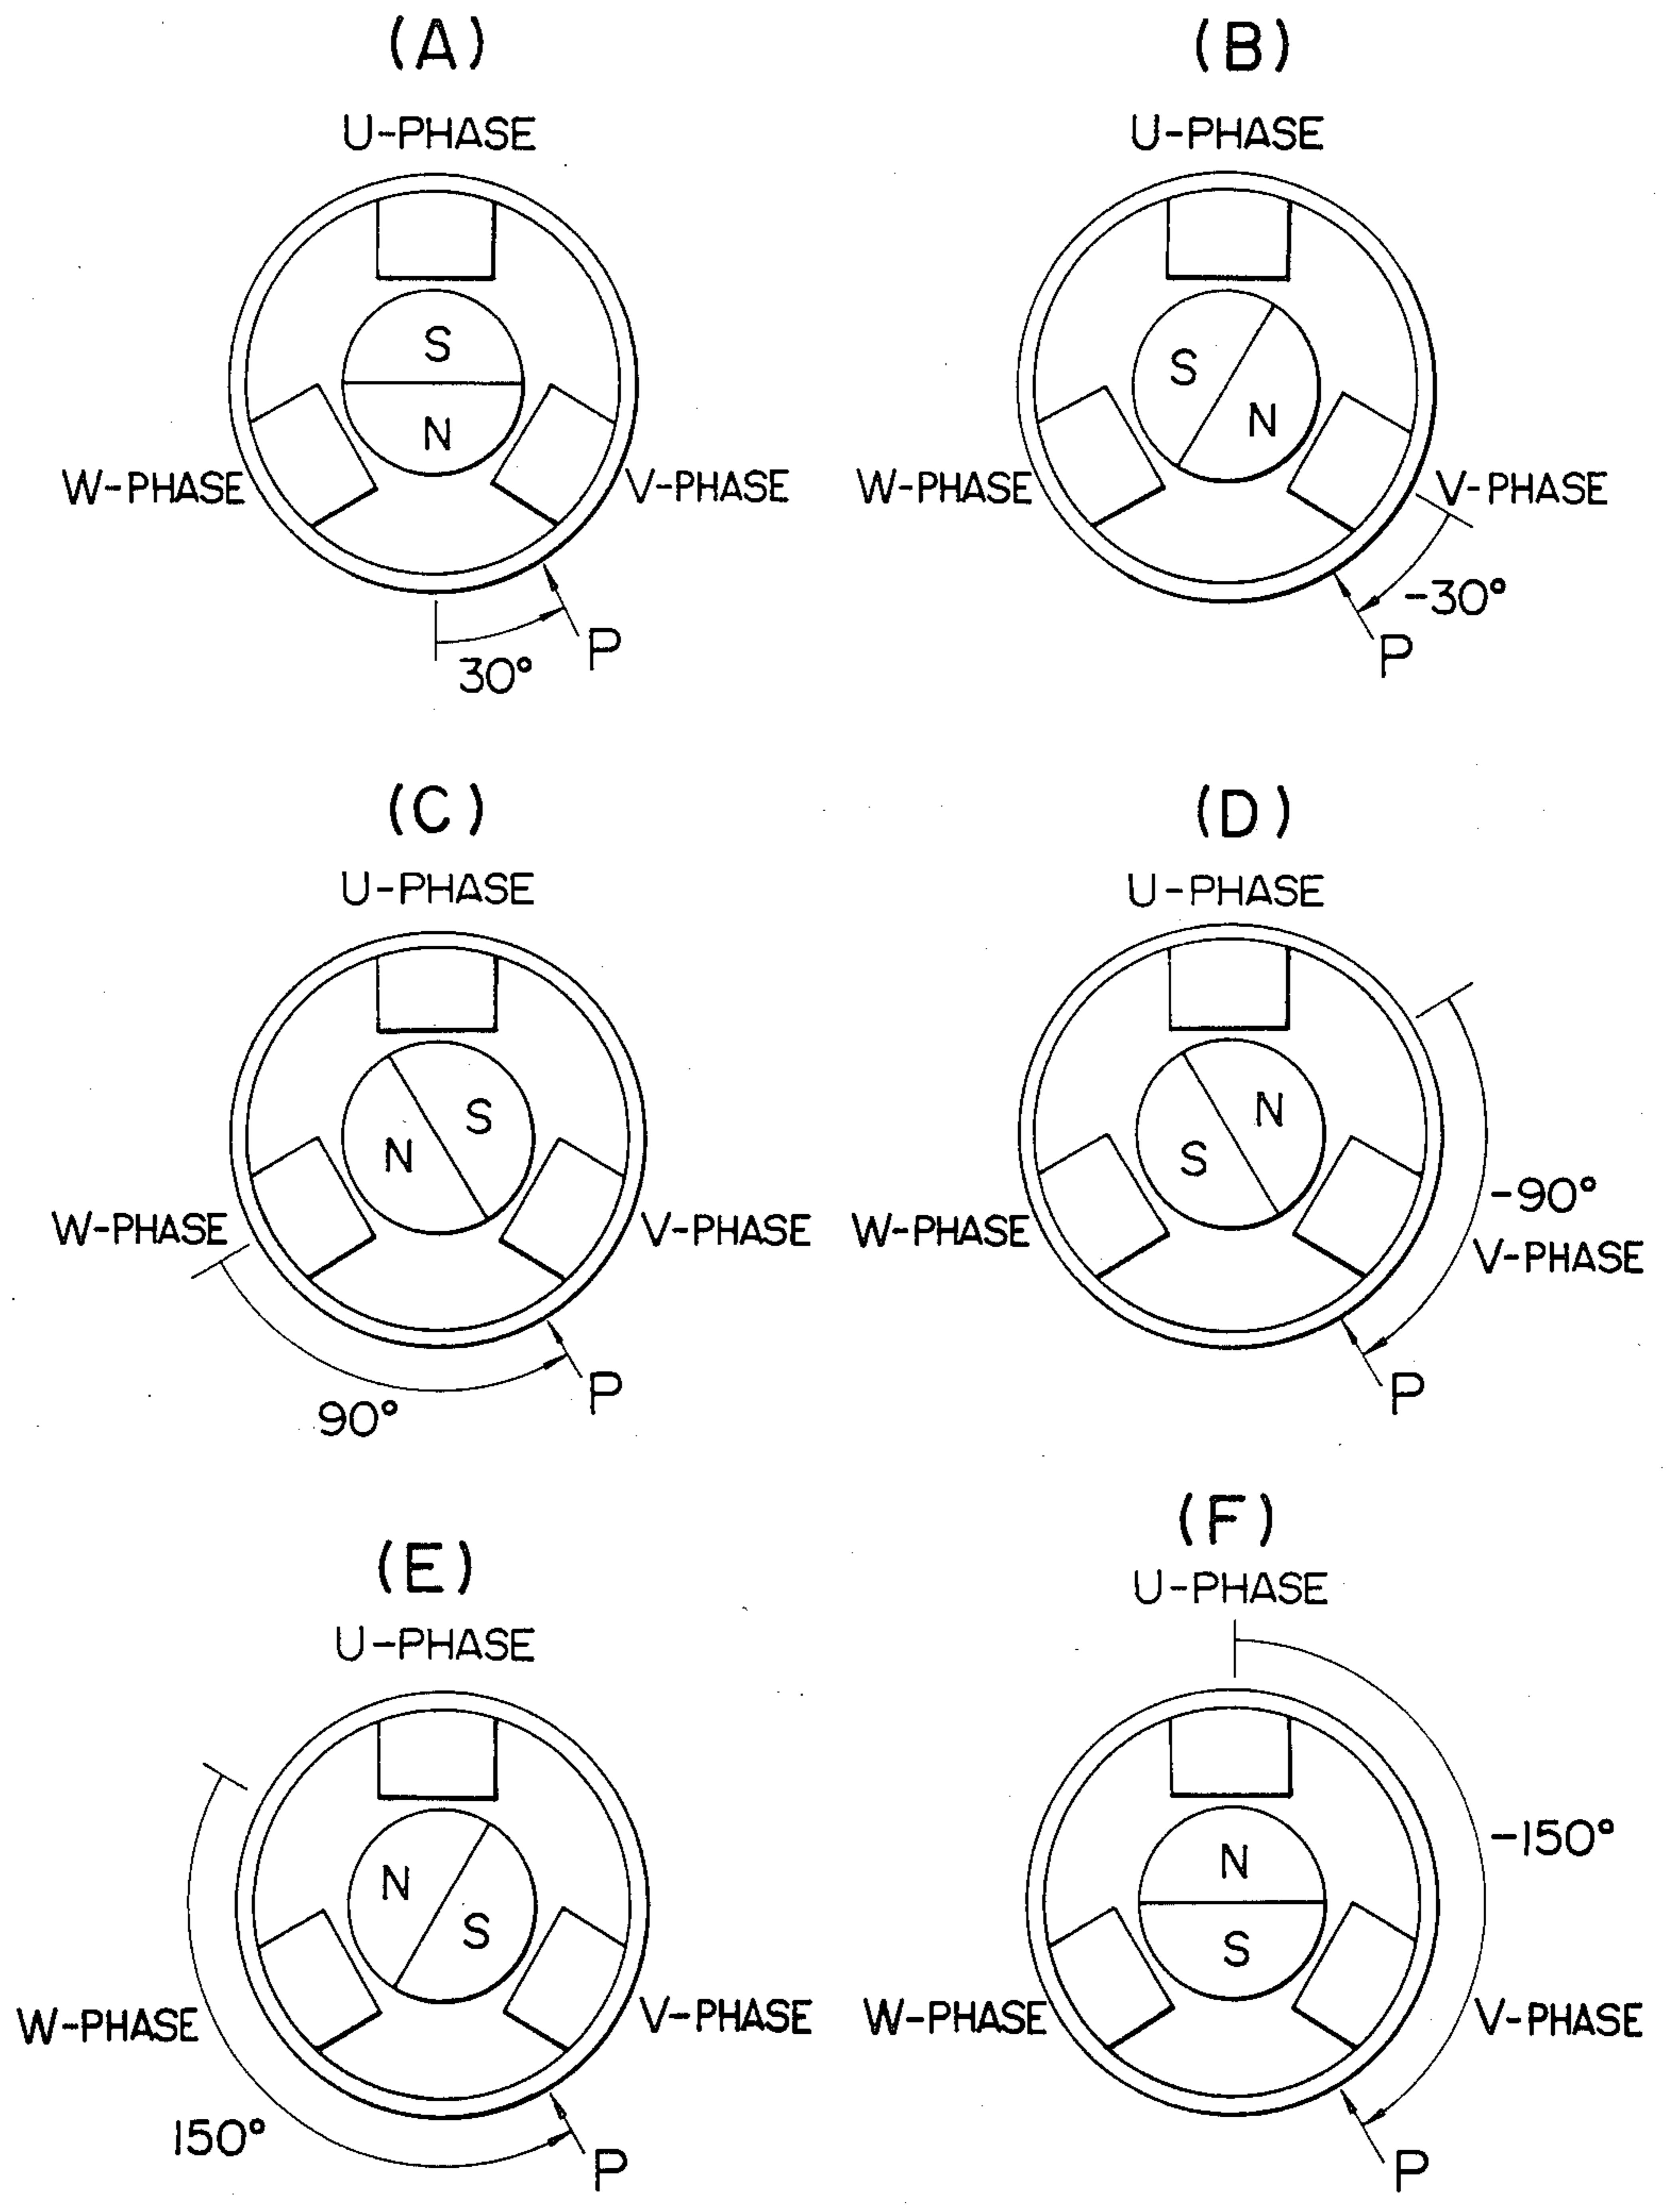 (A)
U-PHASE
S
N
W-PHASE
V-PHASE
P
30°
(B)
U-PHASE
S
N
W-PHASE
V-PHASE
-30°
P
(C)
U-PHASE
S
N
W-PHASE
V-PHASE
P
90°
(D)
U-PHASE
N
S
-90°
W-PHASE
V-PHASE
P
(E)
U-PHASE
N
S
W-PHASE
V-PHASE
150°
P
(F)
U-PHASE
-150°
N
S
W-PHASE
V-PHASE
P